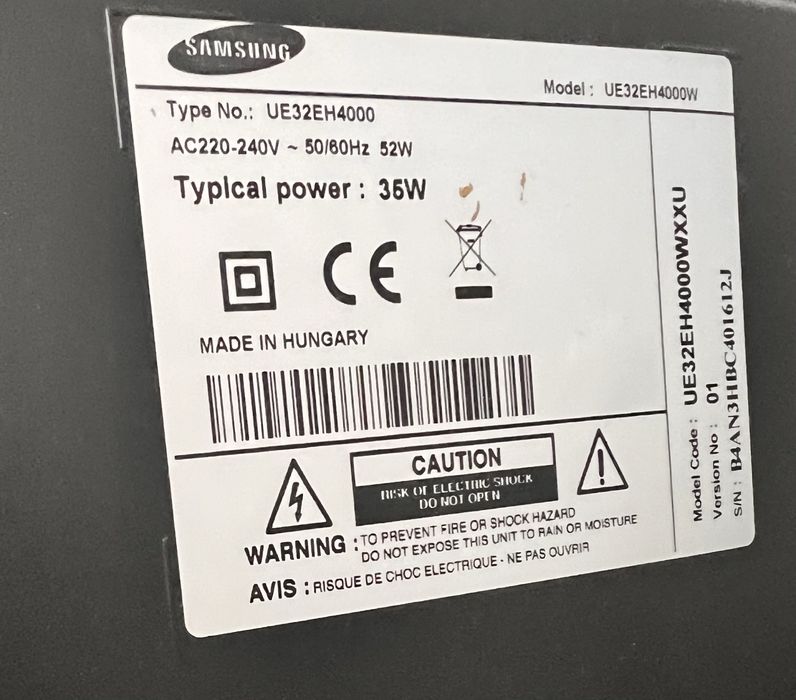 SAMSUNG
Model : UE32EH4000W
Type No.: UE32EH4000
AC220-240V ~ 50/60Hz 52W
Typical power : 35W
CE
MADE IN HUNGARY
CAUTION
RISK OF ELECTRIC SHOCK
DO NOT OPEN
WARNING : TO PREVENT FIRE OR SHOCK HAZARD
DO NOT EXPOSE THIS UNIT TO RAIN OR MOISTURE
AVIS : RISQUE DE CHOC ELECTRIQUE - NE PAS OUVRIR
Model Code : UE32EH4000WXXU
Version No : 01
S/N : B4AN3HBC401612J